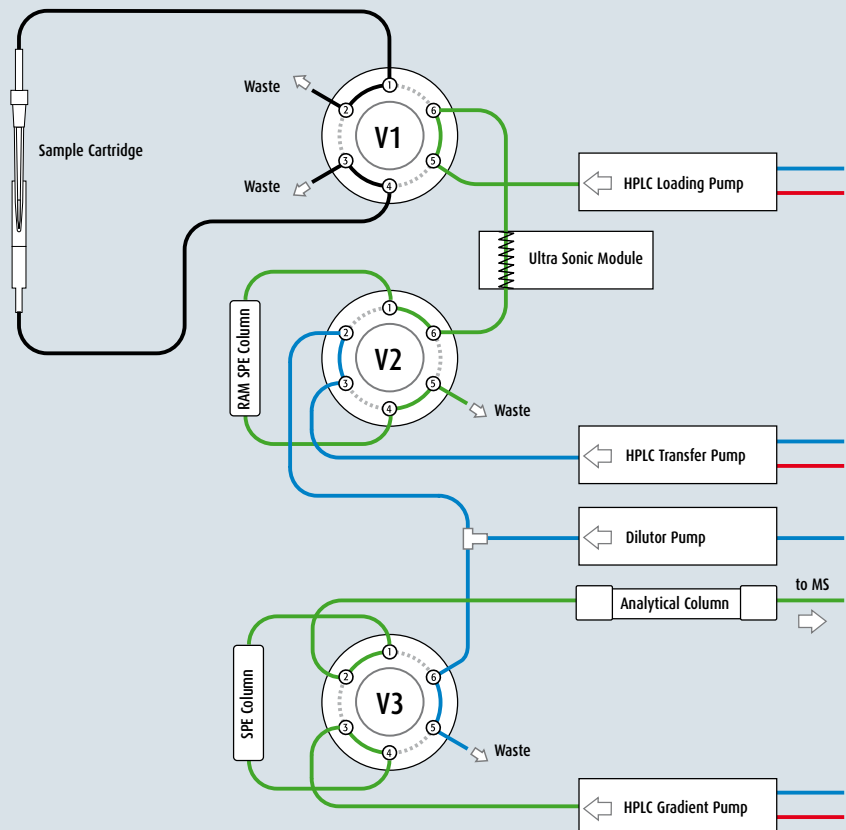 Waste
1
2
6
V1
Sample Cartridge
3
5
Waste
4
HPLC Loading Pump
Ultra Sonic Module
1
2
6
V2
RAM SPE Column
3
5
4
Waste
HPLC Transfer Pump
Dilutor Pump
to MS
Analytical Column
1
2
6
V3
SPE Column
3
5
4
Waste
HPLC Gradient Pump